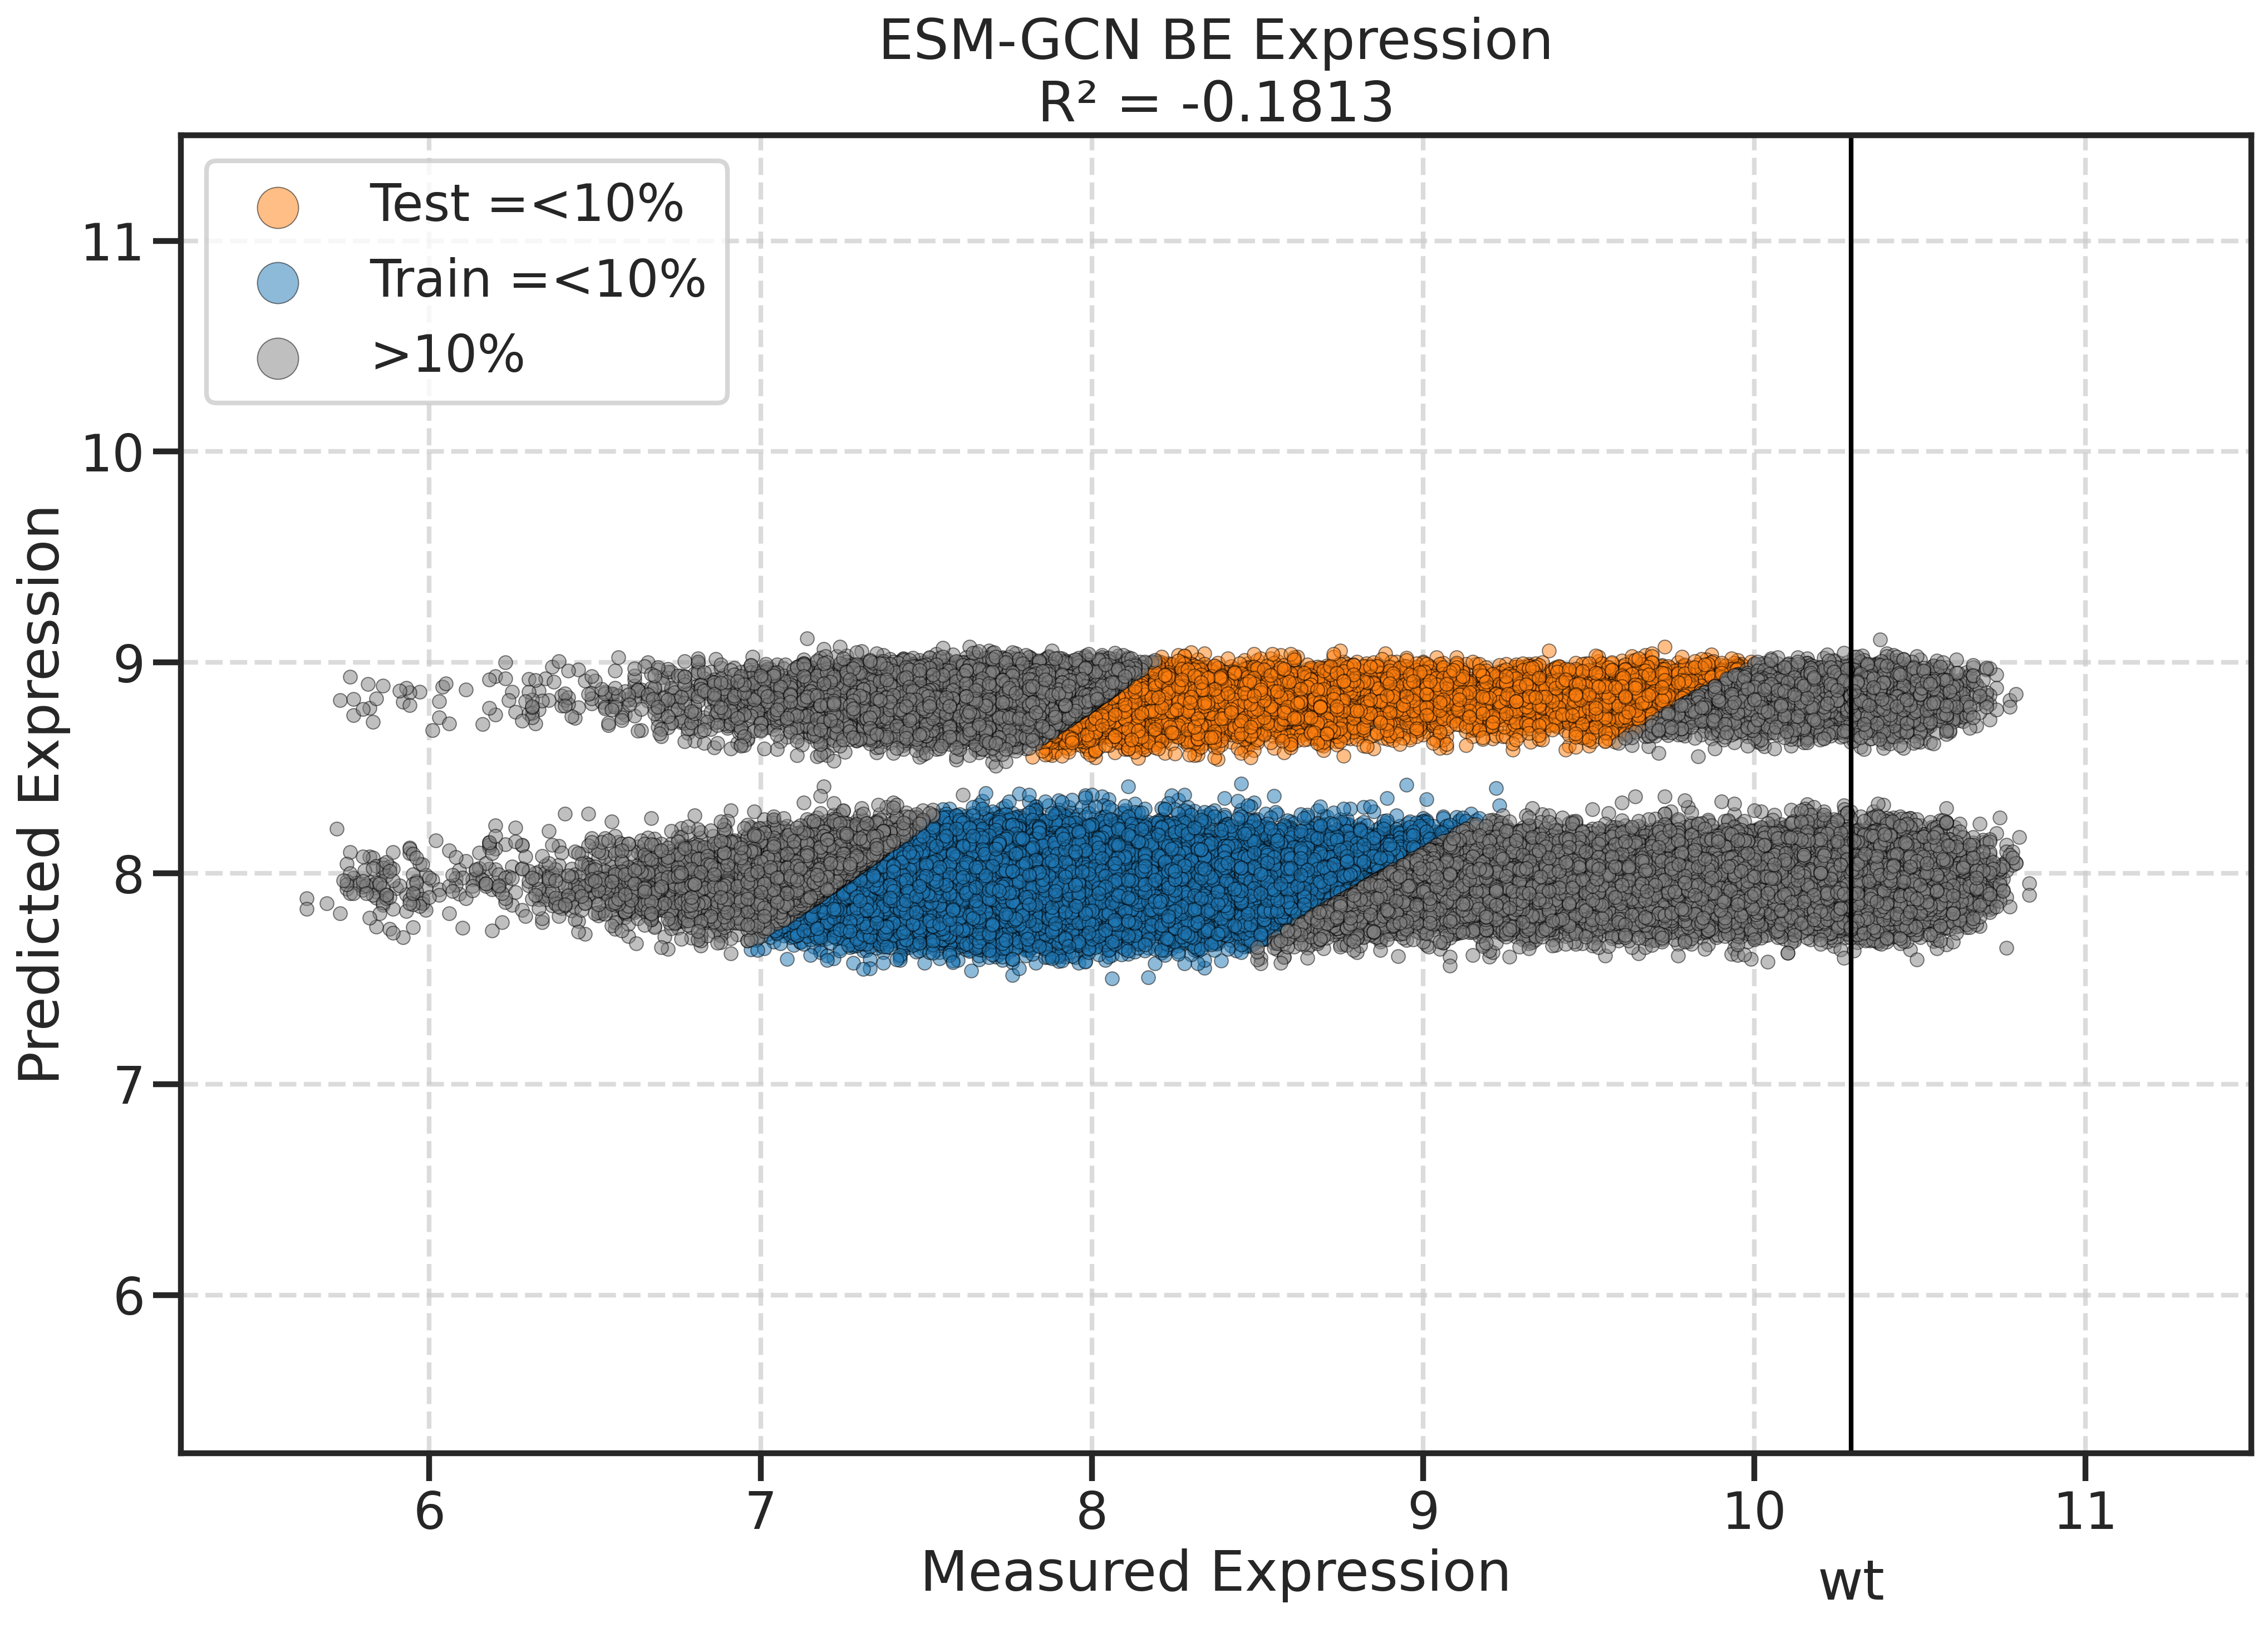 ESM-GCN BE Expression
R² = -0.1813
Test =<10%
Train =<10%
>10%
Predicted Expression
11
10
9
8
7
6
6
7
8
9
10
11
Measured Expression
wt